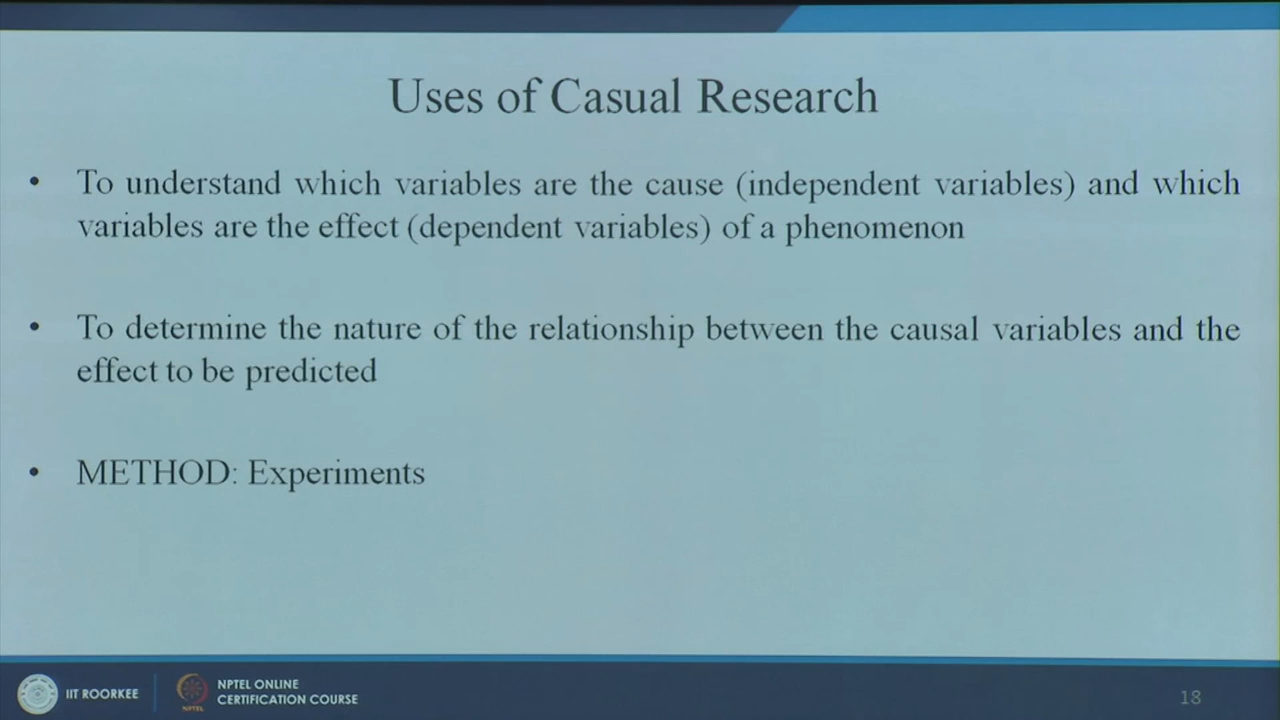 Uses of Casual Research
• To understand which variables are the cause (independent variables) and which
variables are the effect (dependent variables) of a phenomenon
• To determine the nature of the relationship between the causal variables and the
effect to be predicted
• METHOD: Experiments
IIT ROORKEE
NPTEL ONLINE
CERTIFICATION COURSE
NPTEL
18